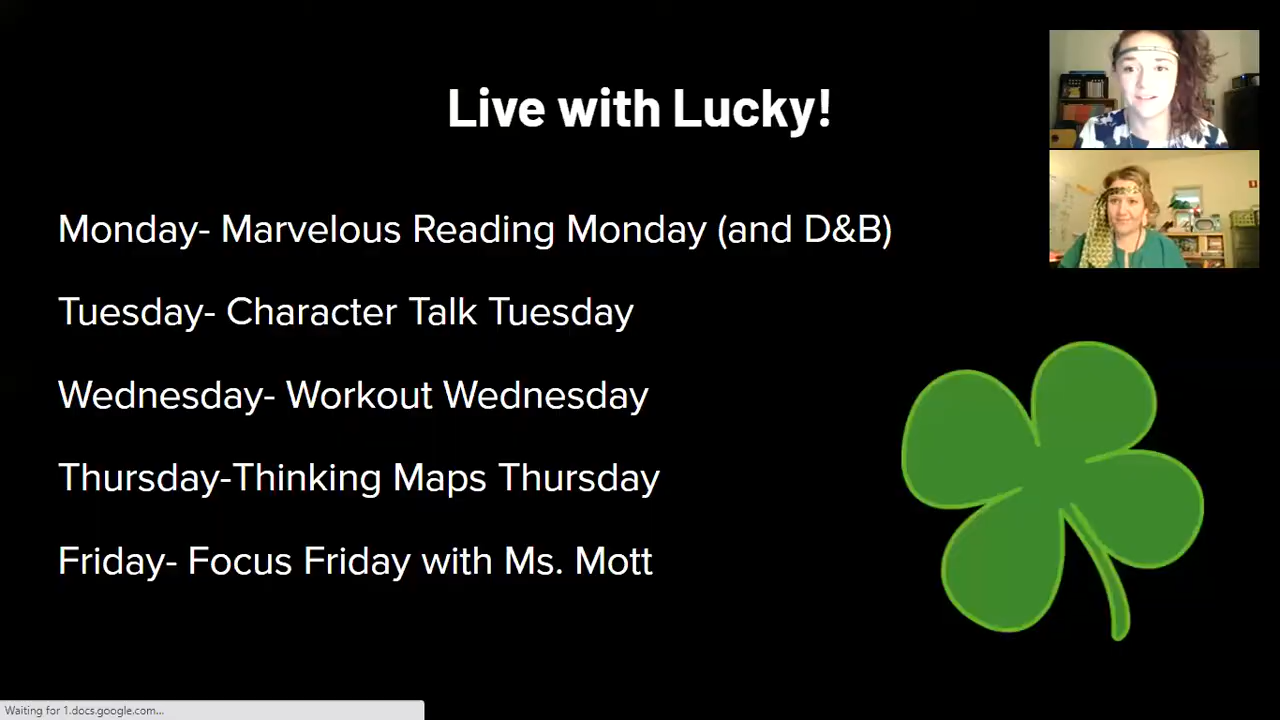 Live with Lucky!
Monday- Marvelous Reading Monday (and D&B)
Tuesday- Character Talk Tuesday
Wednesday- Workout Wednesday
Thursday-Thinking Maps Thursday
Friday- Focus Friday with Ms. Mott
Waiting for 1.docs.google.com...